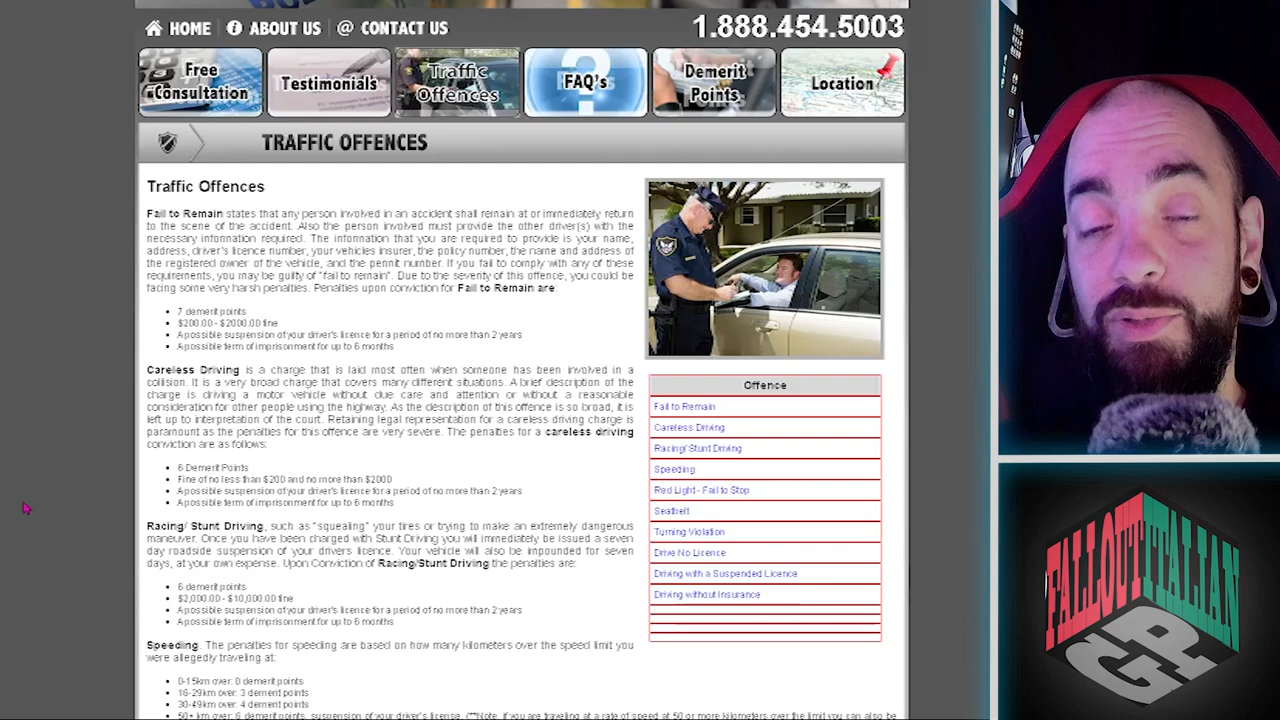 HOME
ABOUT US
CONTACT US
1.888.454.5003
Free
Consultation
Testimonials
Traffic
Offences
FAQ's
Demerit
Points
Location
TRAFFIC OFFENCES
Traffic Offences
Fail to Remain states that any person involved in an accident shall remain at or immediately return
to the scene of the accident. Also the person involved must provide the other driver(s) with the
necessary information required. The information that you are required to provide is your name,
address, driver's licence number, your vehicles insurer, the policy number, the name and address of
the registered owner of the vehicle, and the permit number. If you fail to comply with any of these
requirements, you may be guilty of "fail to remain". Due to the severity of this offence, you could be
facing some very harsh penalties. Penalties upon conviction for Fail to Remain are:
7 demerit points
$200.00 - $2000.00 fine
A possible suspension of your driver's licence for a period of no more than 2 years
A possible term of imprisonment for up to 6 months
Careless Driving is a charge that is laid most often when someone has been involved in a
collision. It is a very broad charge that covers many different situations. A brief description of the
charge is driving a motor vehicle without due care and attention or without a reasonable
consideration for other people using the highway. As the description of this offence is so broad, it is
left up to interpretation of the court. Retaining legal representation for a careless driving charge is
paramount as the penalties for this offence are very severe. The penalties for a careless driving
conviction are as follows:
6 Demerit Points
Fine of no less than $200 and no more than $2000
A possible suspension of your driver's licence for a period of no more than 2 years
A possible term of imprisonment for up to 6 months
Racing/ Stunt Driving, such as "squealing" your tires or trying to make an extremely dangerous
maneuver. Once you have been charged with Stunt Driving you will immediately be issued a seven
day roadside suspension of your drivers licence. Your vehicle will also be impounded for seven
days, at your own expense. Upon Conviction of Racing/Stunt Driving the penalties are:
6 demerit points
$2,000.00 - $10,000.00 fine
A possible suspension of your driver's licence for a period of no more than 2 years
A possible term of imprisonment for up to 6 months
Speeding. The penalties for speeding are based on how many kilometers over the speed limit you
were allegedly traveling at:
0-15km over: 0 demerit points
16-29km over: 3 demerit points
30-49km over: 4 demerit points
50+ km over: 6 demerit points, suspension of your driver's license. (**Note, if you are traveling at a rate of speed at 50 or more kilometers over the limit you can also be
Offence
Fail to Remain
Careless Driving
Racing/ Stunt Driving
Speeding
Red Light - Fail to Stop
Seatbelt
Turning Violation
Drive No Licence
Driving with a Suspended Licence
Driving without Insurance
FALLOUT ITALIAN
RPG